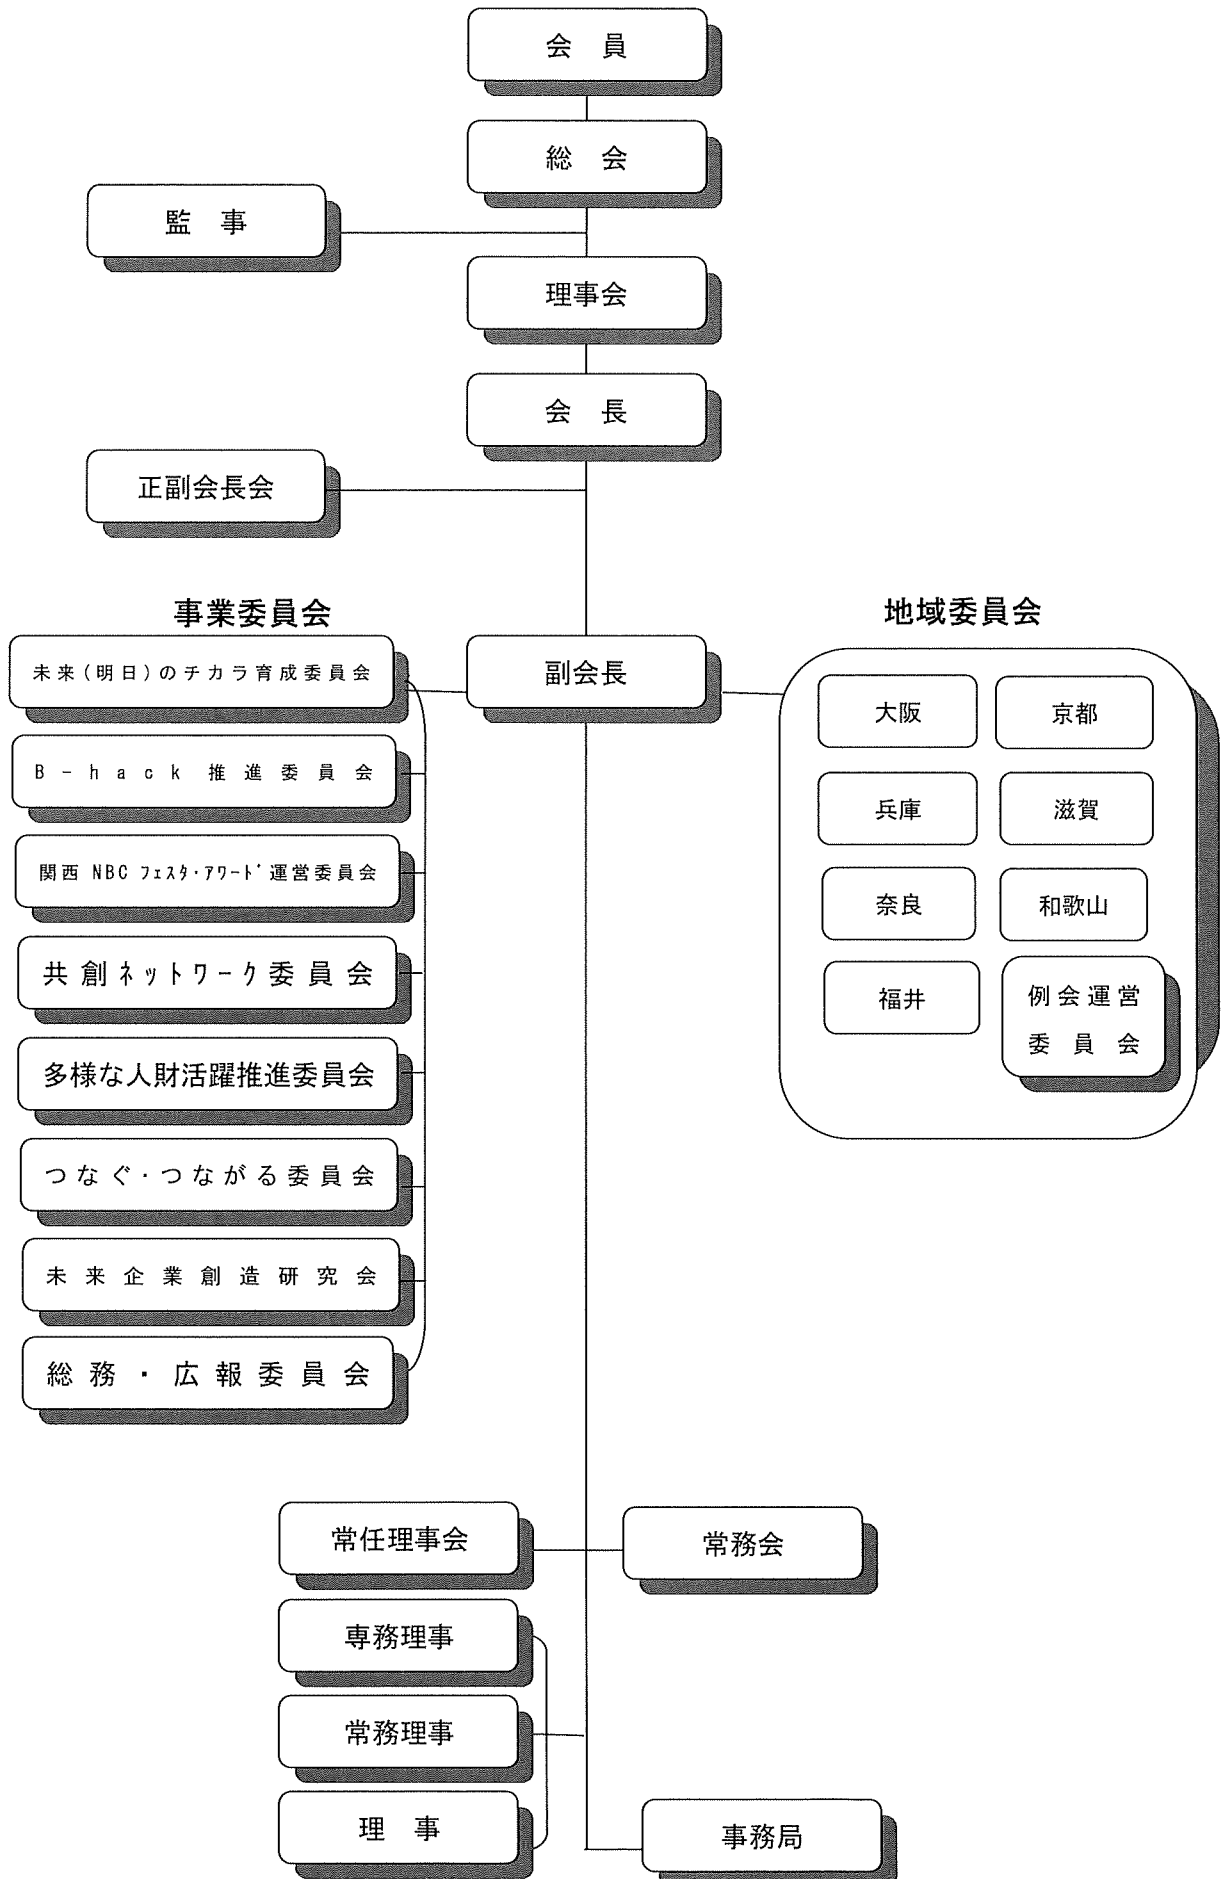 会 員
総 会
監 事
理事会
会 長
正副会長会
事業委員会
地域委員会
副会長
未来(明日)のチカラ育成委員会
B-hack 推進委員会
関西 NBC ﾌｪｽﾀ・ｱﾜｰﾄﾞ 運営委員会
共創ネットワーク委員会
多様な人財活躍推進委員会
つなぐ・つながる委員会
未来企業創造研究会
総務・広報委員会
大阪
京都
兵庫
滋賀
奈良
和歌山
福井
例会運営
委員会
常任理事会
常務会
専務理事
常務理事
理 事
事務局